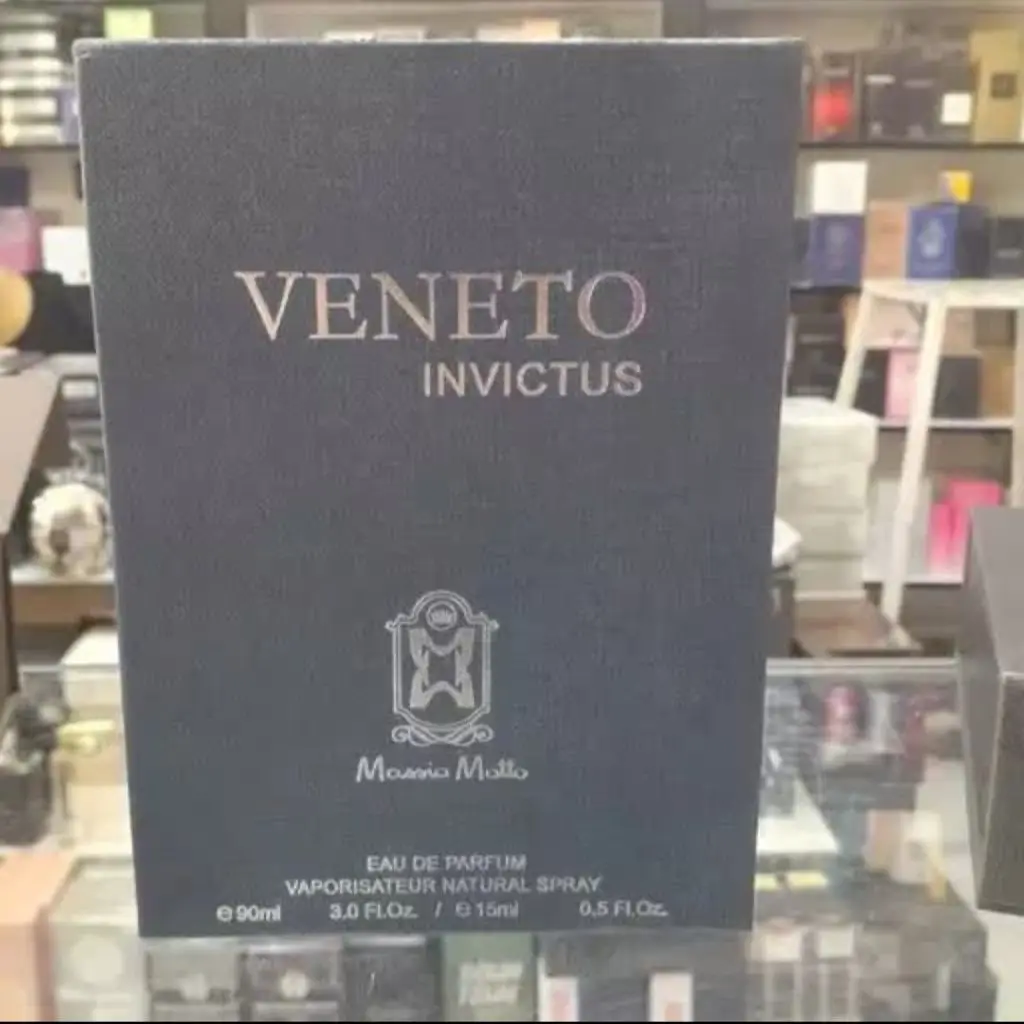 VENETO
INVICTUS
Massia Motto
EAU DE PARFUM
VAPORISATEUR NATURAL SPRAY
e 90ml 3.0 Fl.Oz. / e 15ml 0.5 Fl.Oz.